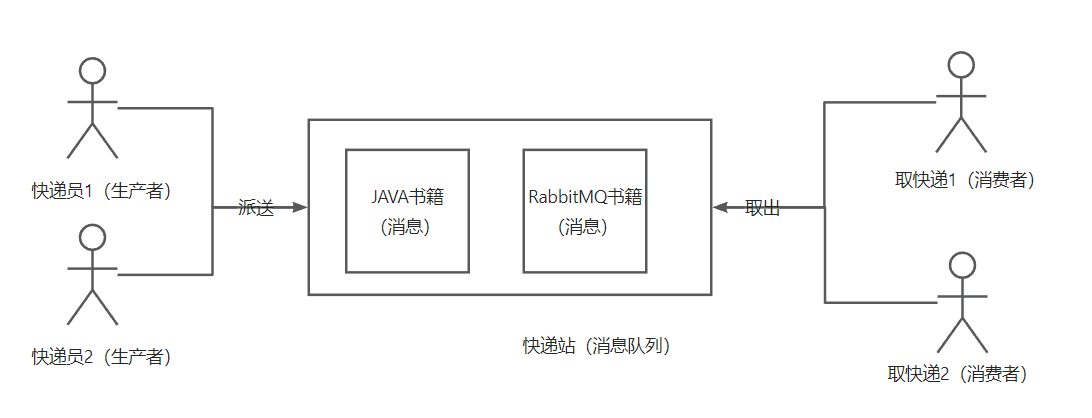 快递员1（生产者）
快递员2（生产者）
派送
JAVA书籍
（消息）
RabbitMQ书籍
（消息）
快递站（消息队列）
取出
取快递1（消费者）
取快递2（消费者）